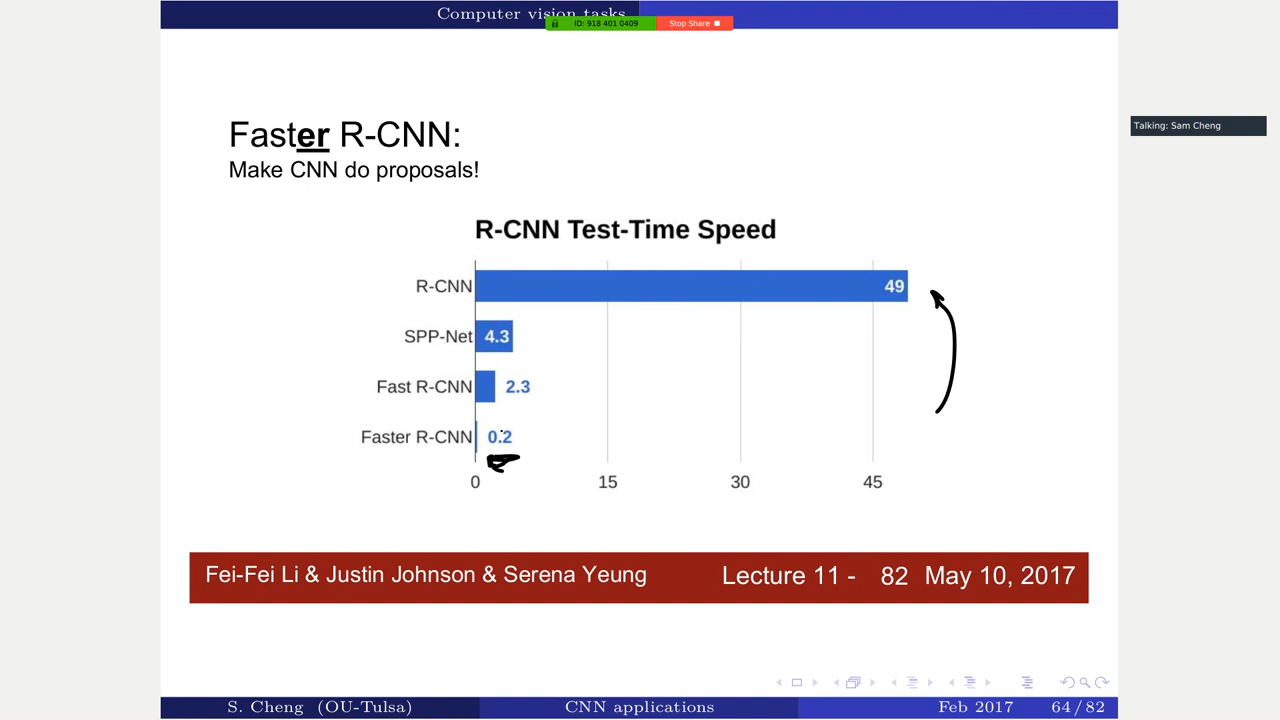 Computer vision tasks
ID: 918 401 0409 Stop Share
Talking: Sam Cheng
Faster R-CNN:
Make CNN do proposals!
R-CNN Test-Time Speed
R-CNN 49
SPP-Net 4.3
Fast R-CNN 2.3
Faster R-CNN 0.2
0 15 30 45
Fei-Fei Li & Justin Johnson & Serena Yeung Lecture 11 - 82 May 10, 2017
S. Cheng (OU-Tulsa) CNN applications Feb 2017 64/82